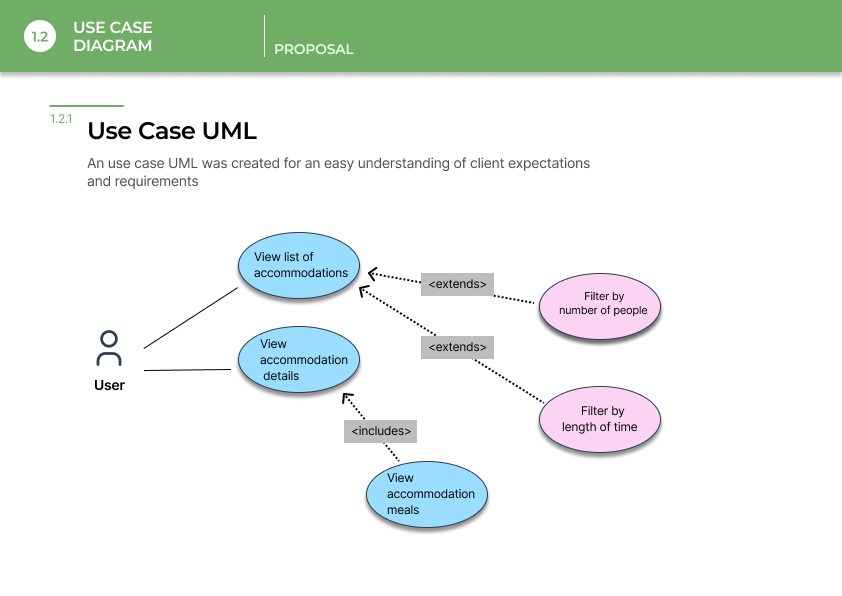 1.2
USE CASE
DIAGRAM
PROPOSAL
1.2.1
Use Case UML
An use case UML was created for an easy understanding of client expectations
and requirements
View list of
accommodations
<extends>
Filter by
number of people
<extends>
View
accommodation
details
User
Filter by
length of time
<includes>
View
accommodation
meals